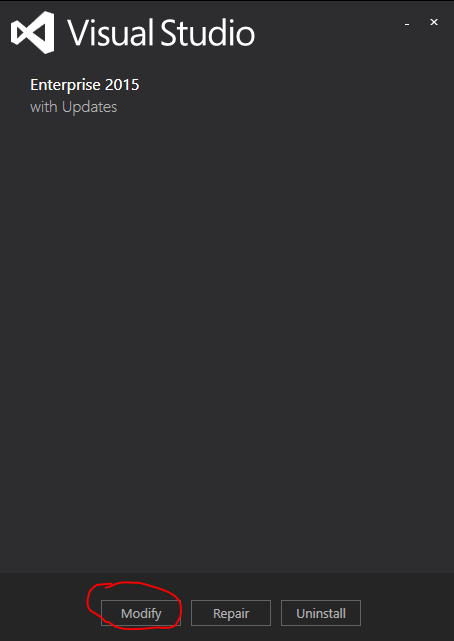 Visual Studio
Enterprise 2015
with Updates
Modify
Repair
Uninstall